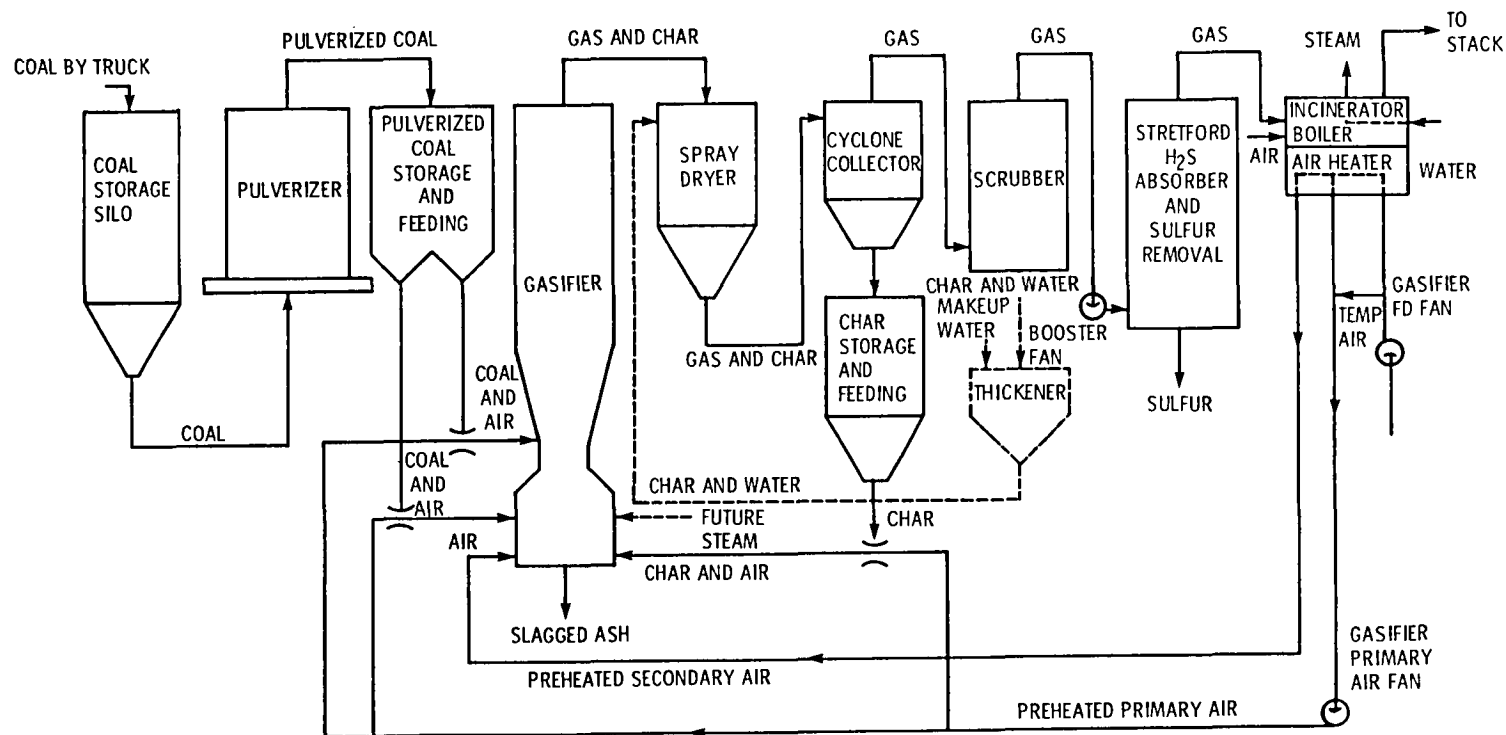 COAL BY TRUCK
COAL
STORAGE
SILO
COAL
PULVERIZER
PULVERIZED COAL
PULVERIZED
COAL
STORAGE
AND
FEEDING
COAL
AND
AIR
COAL
AND
AIR
GASIFIER
GAS AND CHAR
AIR
SLAGGED ASH
FUTURE
STEAM
CHAR AND AIR
SPRAY
DRYER
GAS AND CHAR
CHAR AND WATER
CYCLONE
COLLECTOR
CHAR
STORAGE
AND
FEEDING
CHAR
GAS
SCRUBBER
CHAR AND WATER
MAKEUP
WATER
BOOSTER
FAN
THICKENER
GAS
STRETFORD
H2S
ABSORBER
AND
SULFUR
REMOVAL
SULFUR
GAS
STEAM
TO
STACK
INCINERATOR
BOILER
AIR
AIR HEATER
WATER
GASIFIER
FD FAN
TEMP
AIR
GASIFIER
PRIMARY
AIR FAN
PREHEATED SECONDARY AIR
PREHEATED PRIMARY AIR